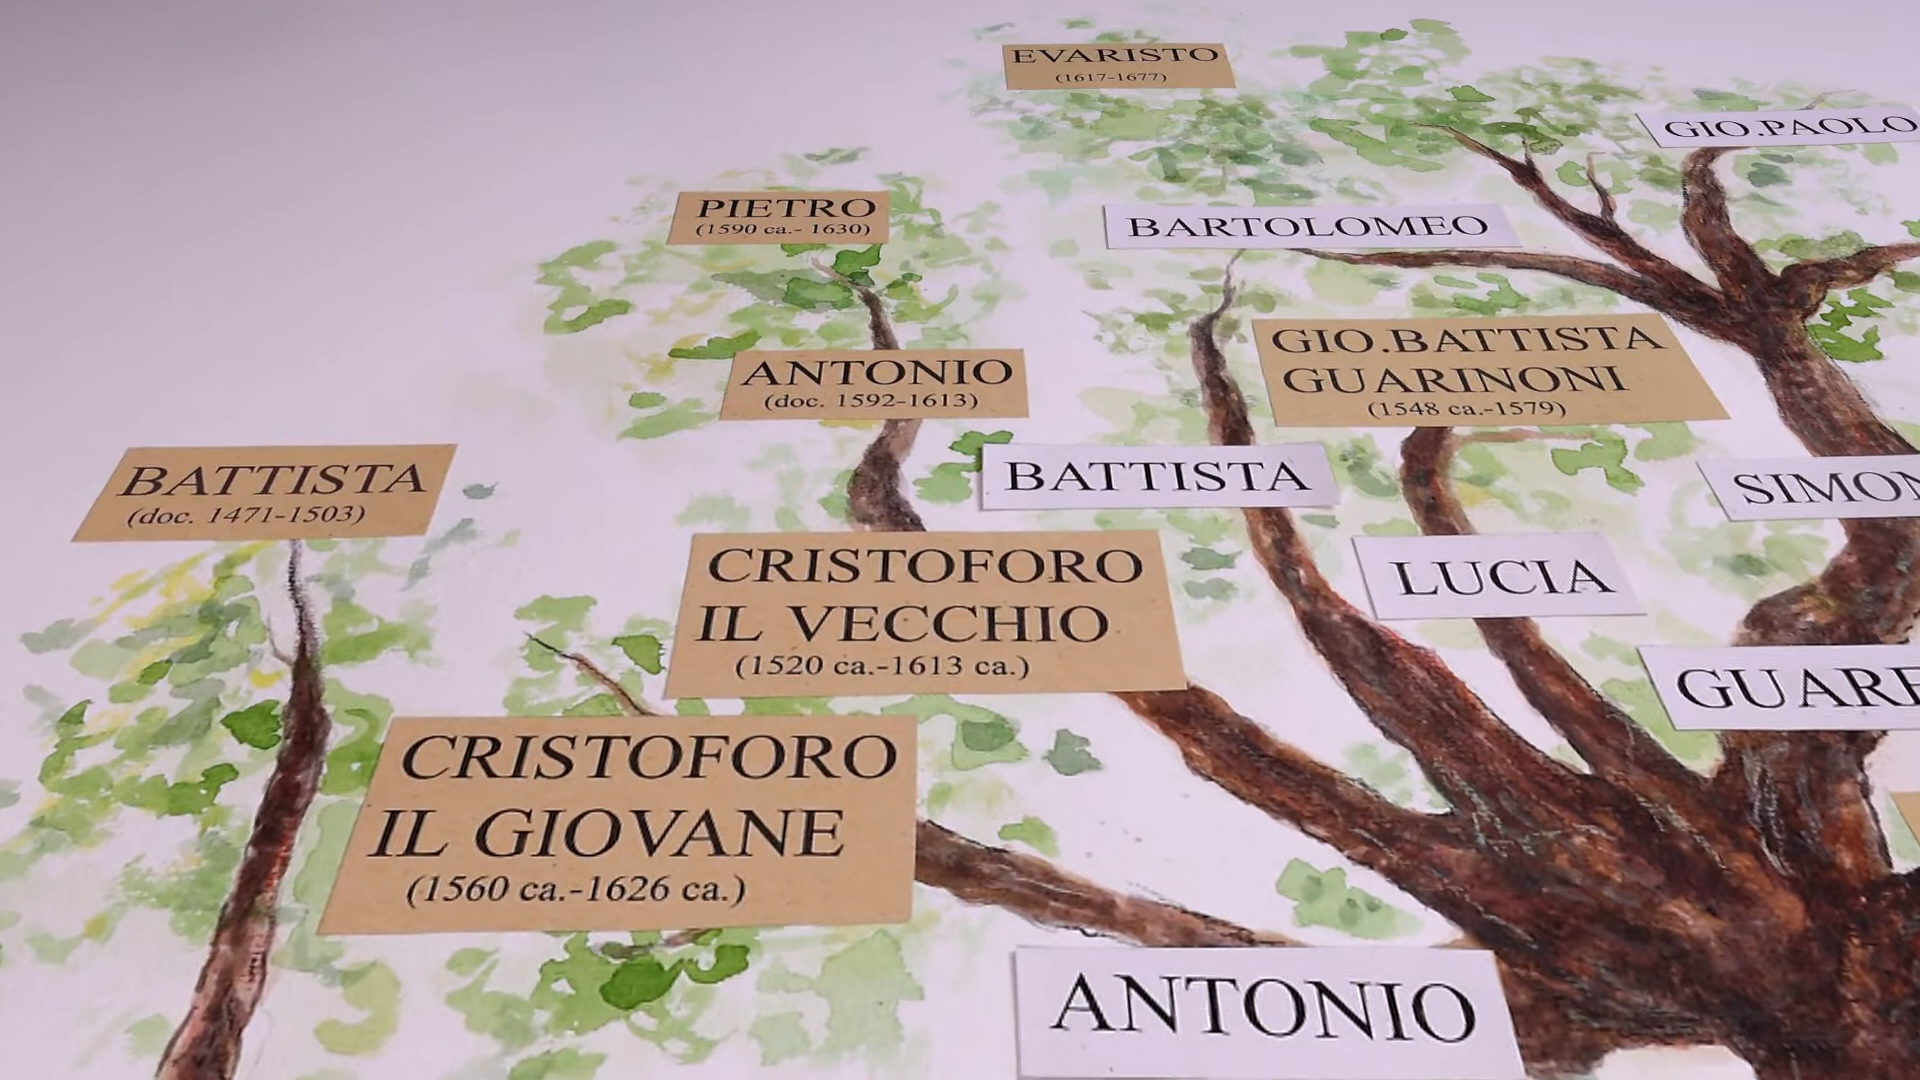 EVARISTO
(1617-1677)
GIO.PAOLO
PIETRO
(1590 ca.- 1630)
BARTOLOMEO
GIO.BATTISTA
GUARINONI
(1548 ca.-1579)
ANTONIO
(doc. 1592-1613)
BATTISTA
(doc. 1471-1503)
BATTISTA
CRISTOFORO
IL VECCHIO
(1520 ca.-1613 ca.)
LUCIA
CRISTOFORO
IL GIOVANE
(1560 ca.-1626 ca.)
ANTONIO